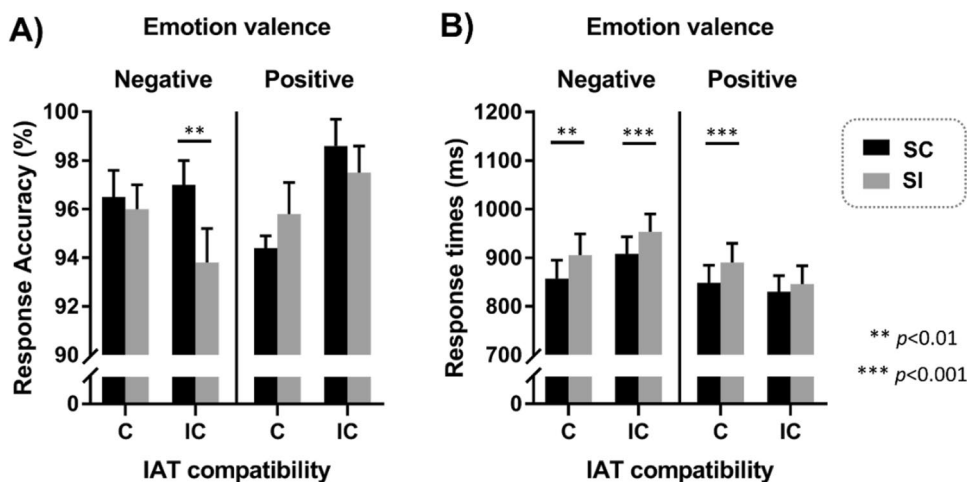 A)
Emotion valence
Negative Positive
Response Accuracy (%)
100
98
96
94
92
90
0
**
C IC C IC
IAT compatibility
B)
Emotion valence
Negative Positive
Response times (ms)
1200
1100
1000
900
800
700
0
** *** ***
C IC C IC
IAT compatibility
SC
SI
** p<0.01
*** p<0.001